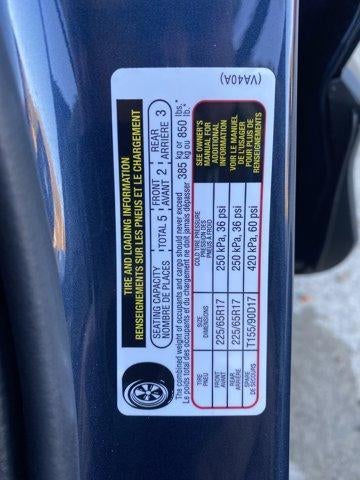 (VA40A)
TIRE AND LOADING INFORMATION
RENSEIGNEMENTS SUR LES PNEUS ET LE CHARGEMENT
SEATING CAPACITY TOTAL 5 FRONT 2 REAR 3
NOMBRE DE PLACES AVANT ARRIÈRE
The combined weight of occupants and cargo should never exceed 385 kg or 850 lbs.*
Le poids total des occupants et du chargement ne doit jamais dépasser 385 kg ou 850 lb.*
TIRE SIZE COLD TIRE PRESSURE SEE OWNER'S
PNEU DIMENSIONS PRESSION DES MANUAL FOR
PNEUS À FROID ADDITIONAL
FRONT 225/65R17 250 kPa, 36 psi INFORMATION
AVANT
REAR 225/65R17 250 kPa, 36 psi VOIR LE MANUEL
ARRIÈRE DE L'USAGER
SPARE T155/90D17 420 kPa, 60 psi POUR PLUS DE
DE SECOURS RENSEIGNEMENTS